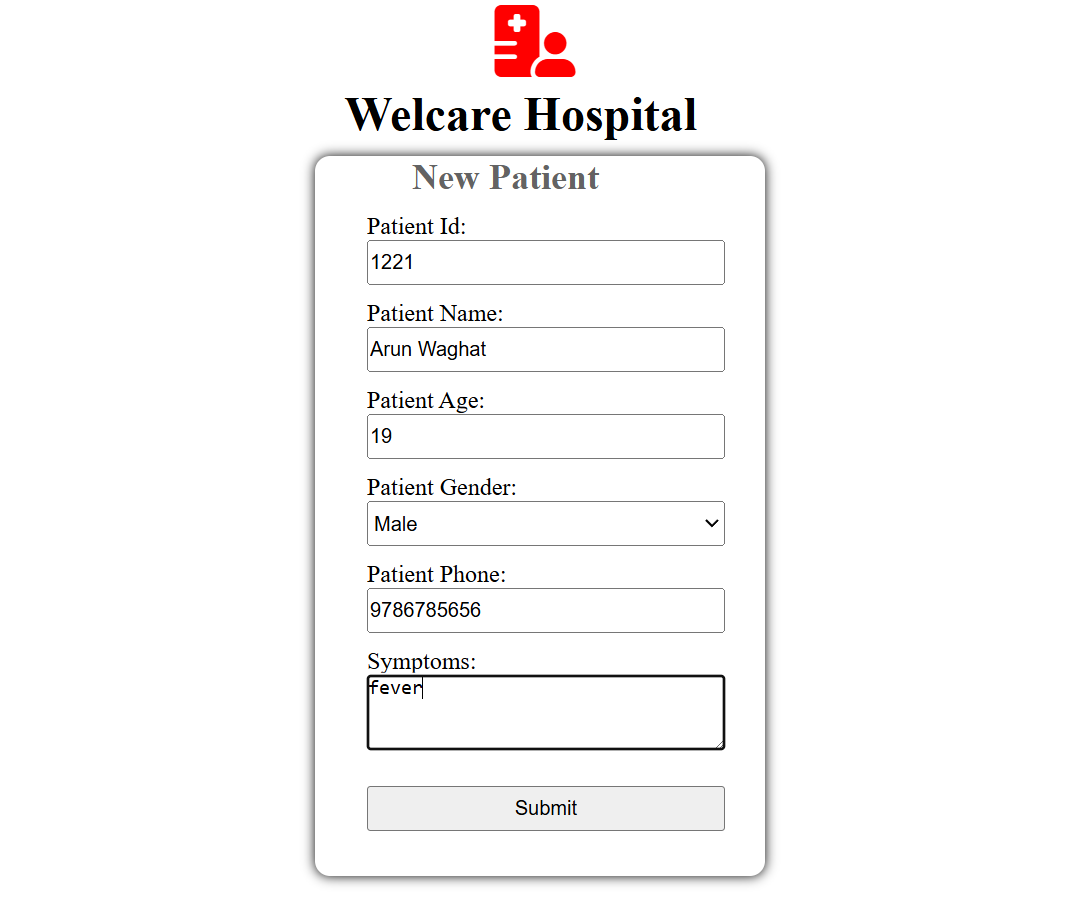 Welcare Hospital
New Patient
Patient Id:
1221
Patient Name:
Arun Waghat
Patient Age:
19
Patient Gender:
Male
Patient Phone:
9786785656
Symptoms:
fever
Submit